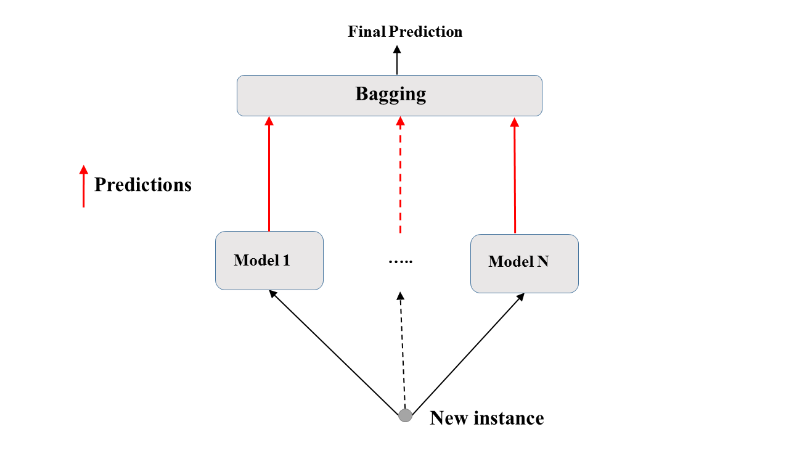 Final Prediction
Bagging
Predictions
Model 1
.....
Model N
New instance